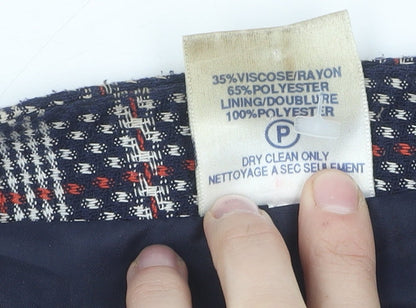 35%VISCOSE/RAYON
65%POLYESTER
LINING/DOUBLURE
100%POLYESTER
P
DRY CLEAN ONLY
NETTOYAGE A SEC SEULEMENT